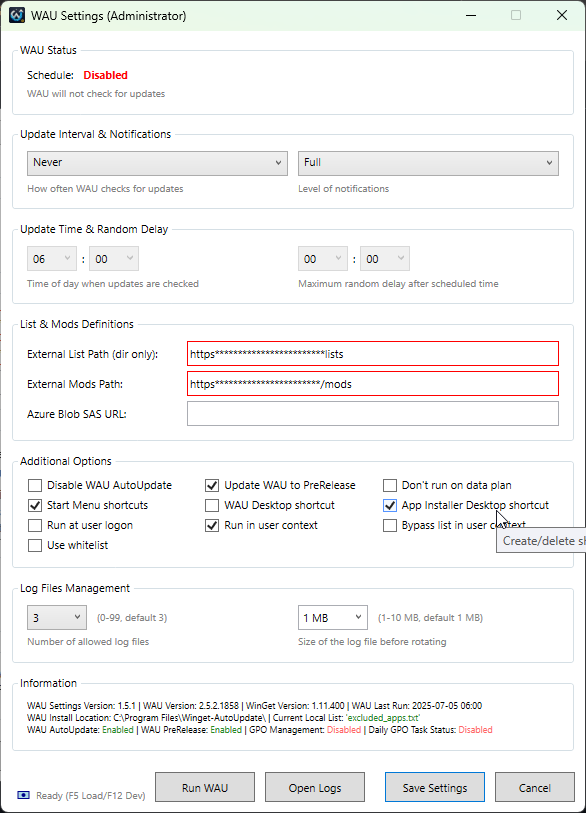 WAU Settings (Administrator)
WAU Status
Schedule: Disabled
WAU will not check for updates
Update Interval & Notifications
Never Full
How often WAU checks for updates Level of notifications
Update Time & Random Delay
06 : 00 00 : 00
Time of day when updates are checked Maximum random delay after scheduled time
List & Mods Definitions
External List Path (dir only): https************************lists
External Mods Path: https***********************/mods
Azure Blob SAS URL:
Additional Options
Disable WAU AutoUpdate Update WAU to PreRelease Don't run on data plan
Start Menu shortcuts WAU Desktop shortcut App Installer Desktop shortcut
Run at user logon Run in user context Bypass list in user context
Use whitelist
Create/delete sh
Log Files Management
3 (0-99, default 3) 1 MB (1-10 MB, default 1 MB)
Number of allowed log files Size of the log file before rotating
Information
WAU Settings Version: 1.5.1 | WAU Version: 2.5.2.1858 | WinGet Version: 1.11.400 | WAU Last Run: 2025-07-05 06:00
WAU Install Location: C:\Program Files\Winget-AutoUpdate\ | Current Local List: 'excluded_apps.txt'
WAU AutoUpdate: Enabled | WAU PreRelease: Enabled | GPO Management: Disabled | Daily GPO Task Status: Disabled
Ready (F5 Load/F12 Dev) Run WAU Open Logs Save Settings Cancel